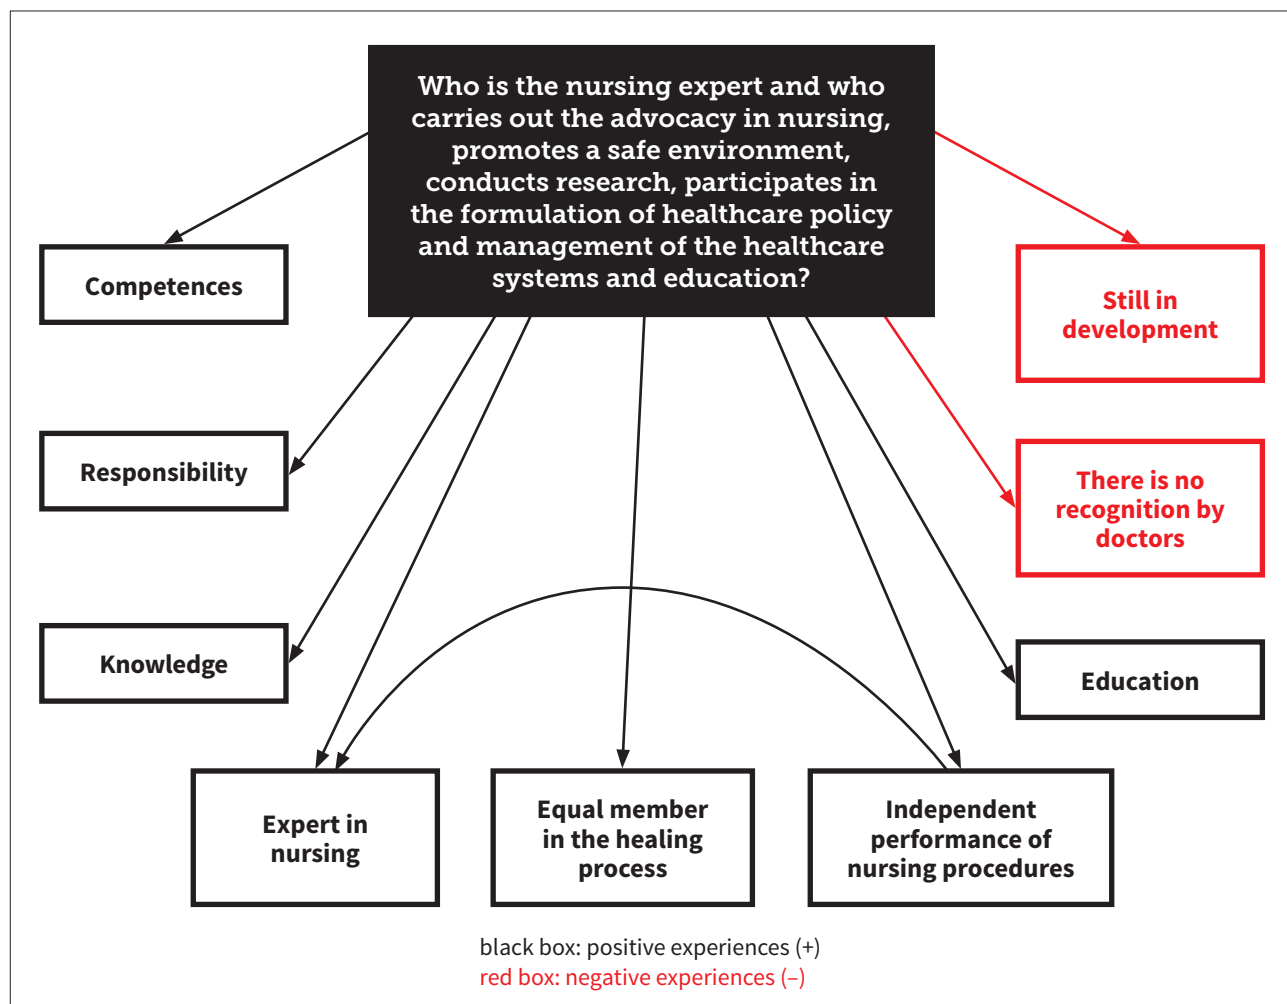 Who is the nursing expert and who
carries out the advocacy in nursing,
promotes a safe environment,
conducts research, participates in
the formulation of healthcare policy
and management of the healthcare
systems and education?
Competences
Still in
development
Responsibility
There is no
recognition by
doctors
Knowledge
Education
Expert in
nursing
Equal member
in the healing
process
Independent
performance of
nursing procedures
black box: positive experiences (+)
red box: negative experiences (–)